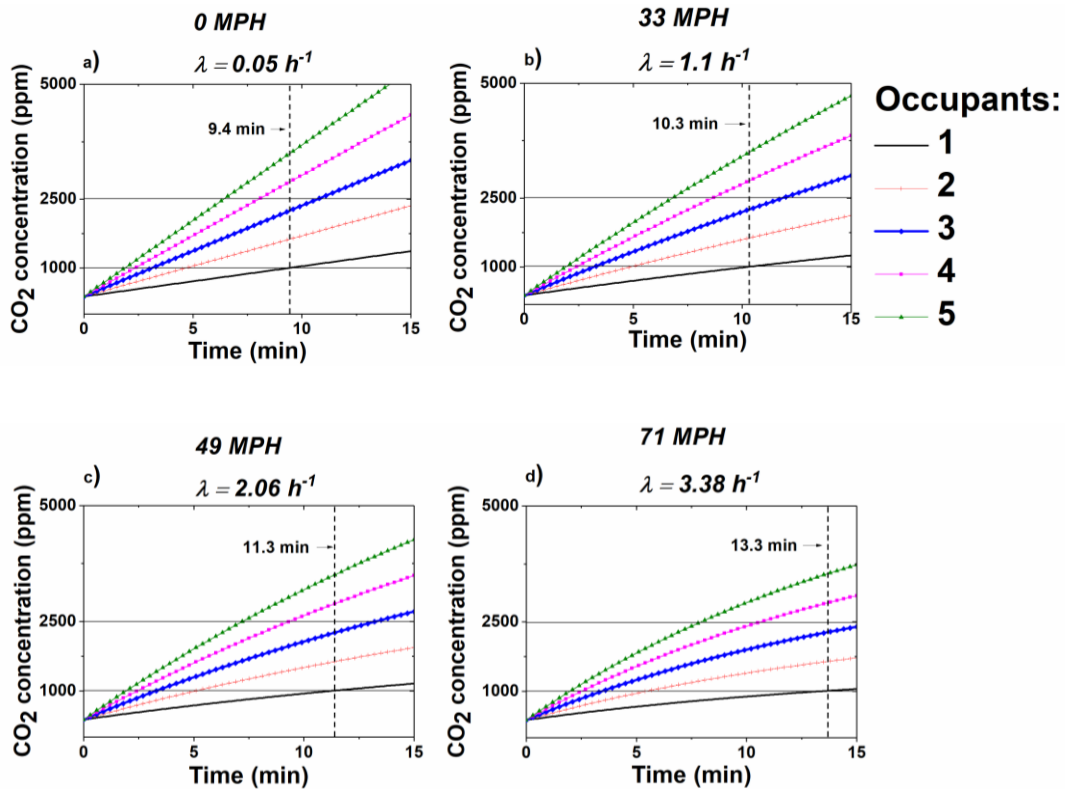 0 MPH
a)
λ = 0.05 h⁻¹
CO₂ concentration (ppm)
5000
2500
1000
9.4 min
0
5
10
15
Time (min)
33 MPH
b)
λ = 1.1 h⁻¹
CO₂ concentration (ppm)
5000
2500
1000
10.3 min
0
5
10
15
Time (min)
Occupants:
1
2
3
4
5
49 MPH
c)
λ = 2.06 h⁻¹
CO₂ concentration (ppm)
5000
2500
1000
11.3 min
0
5
10
15
Time (min)
71 MPH
d)
λ = 3.38 h⁻¹
CO₂ concentration (ppm)
5000
2500
1000
13.3 min
0
5
10
15
Time (min)